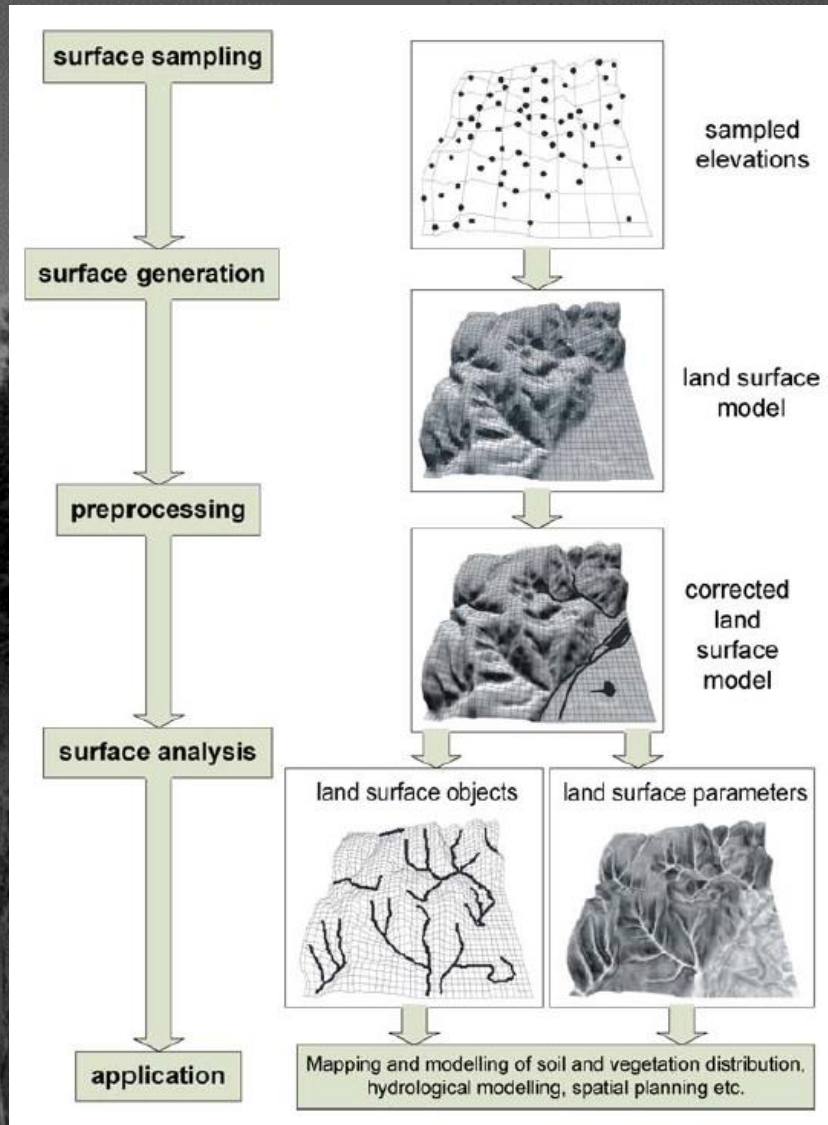 surface sampling
sampled
elevations
surface generation
land surface
model
preprocessing
corrected
land
surface
model
surface analysis
land surface objects
land surface parameters
application
Mapping and modelling of soil and vegetation distribution,
hydrological modelling, spatial planning etc.